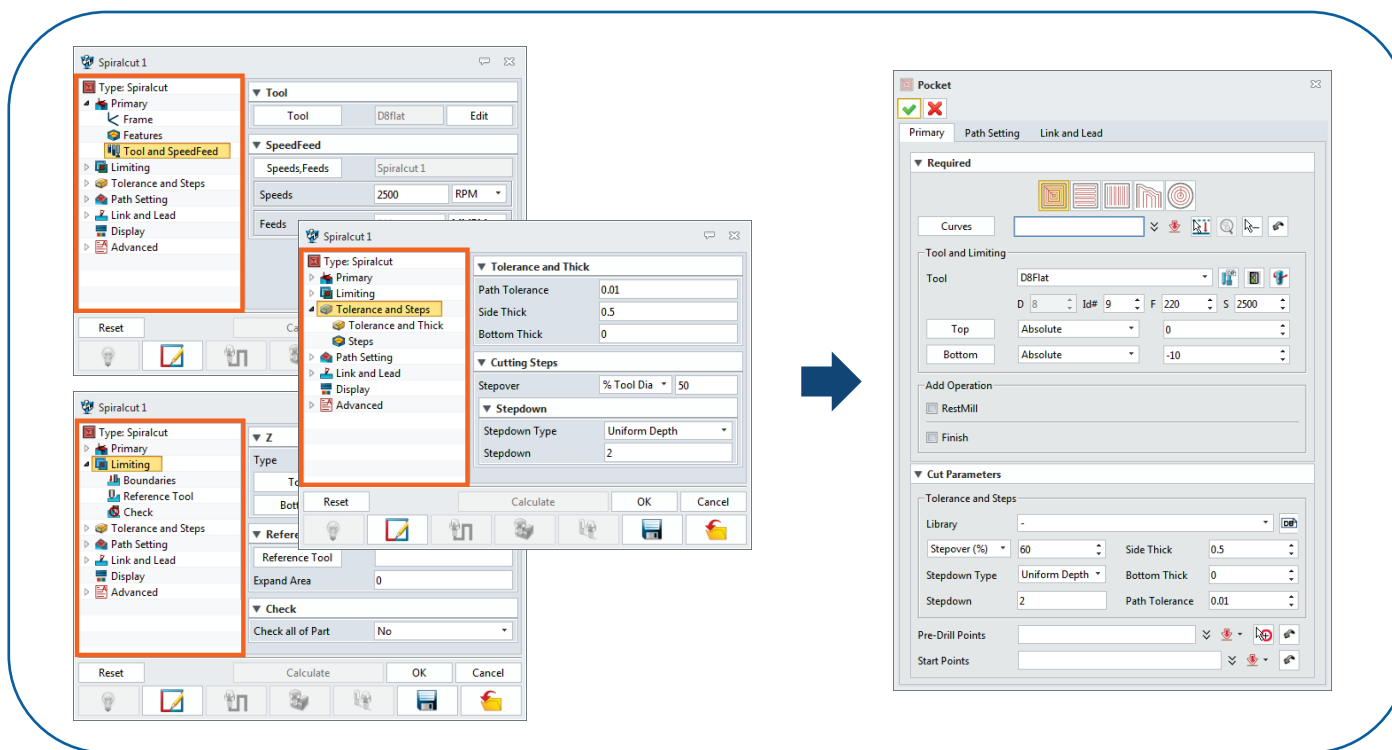 Spiralcut 1
Type: Spiralcut
Primary
Frame
Features
Tool and SpeedFeed
Limiting
Tolerance and Steps
Path Setting
Link and Lead
Display
Advanced
Tool
Tool D8flat Edit
SpeedFeed
Speeds,Feeds Spiralcut 1
Speeds 2500 RPM
Feeds
Reset
Spiralcut 1
Type: Spiralcut
Primary
Limiting
Tolerance and Steps
Tolerance and Thick
Steps
Path Setting
Link and Lead
Display
Advanced
Tolerance and Thick
Path Tolerance 0.01
Side Thick 0.5
Bottom Thick 0
Cutting Steps
Stepover % Tool Dia 50
Stepdown
Stepdown Type Uniform Depth
Stepdown 2
Reset Calculate OK Cancel
Spiralcut 1
Type: Spiralcut
Primary
Limiting
Boundaries
Reference Tool
Check
Tolerance and Steps
Path Setting
Link and Lead
Display
Advanced
Z
Type
Reference Tool
Expand Area 0
Check
Check all of Part No
Reset Calculate OK Cancel
Pocket
Primary Path Setting Link and Lead
Required
Curves
Tool and Limiting
Tool D8Flat
D 8 Id# 9 F 220 S 2500
Top Absolute 0
Bottom Absolute -10
Add Operation
RestMill
Finish
Cut Parameters
Tolerance and Steps
Library -
Stepover (%) 60 Side Thick 0.5
Stepdown Type Uniform Depth Bottom Thick 0
Stepdown 2 Path Tolerance 0.01
Pre-Drill Points
Start Points